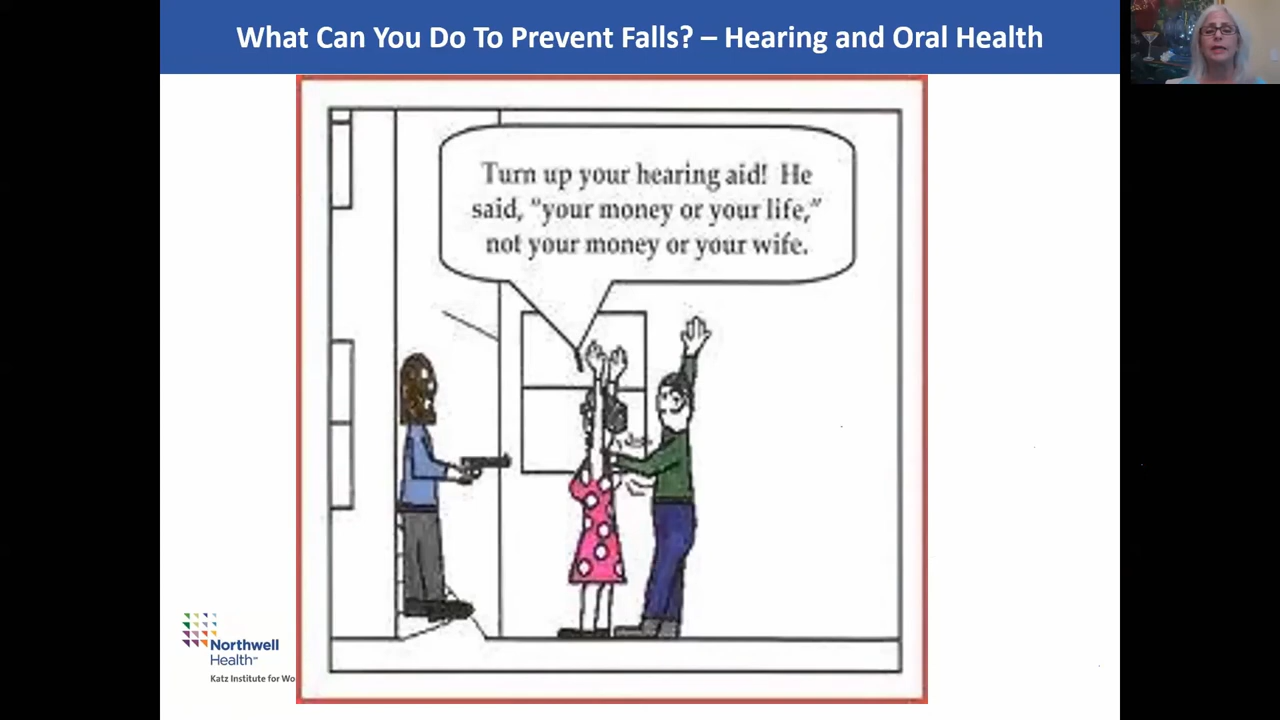 What Can You Do To Prevent Falls? – Hearing and Oral Health
Turn up your hearing aid! He
said, "your money or your life,"
not your money or your wife.
Northwell
Health℠
Katz Institute for Wo